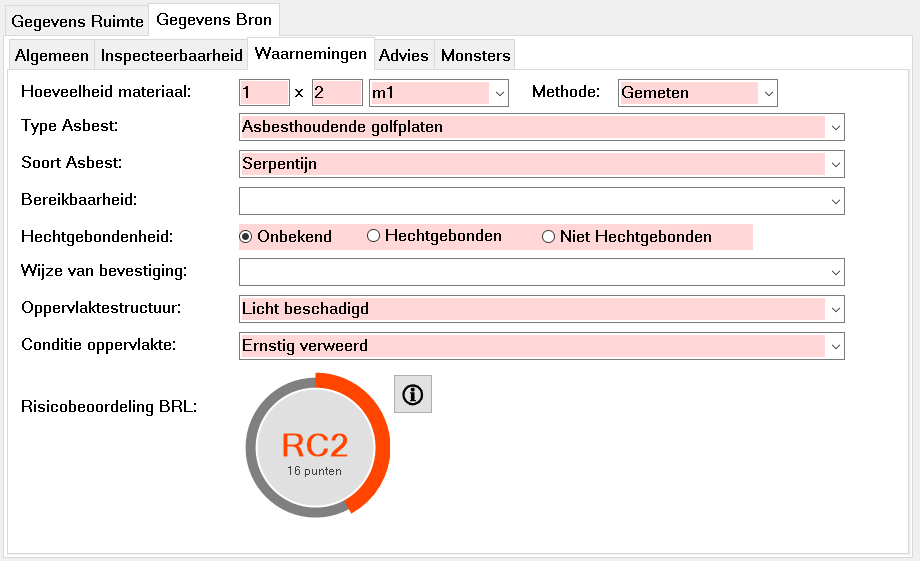 Gegevens Ruimte Gegevens Bron
Algemeen Inspecteerbaarheid Waarnemingen Advies Monsters
Hoeveelheid materiaal: 1 x 2 m1 Methode: Gemeten
Type Asbest: Asbesthoudende golfplaten
Soort Asbest: Serpentijn
Bereikbaarheid:
Hechtgebondenheid: Onbekend Hechtgebonden Niet Hechtgebonden
Wijze van bevestiging:
Oppervlaktestructuur: Licht beschadigd
Conditie oppervlakte: Ernstig verweerd
Risicobeoordeling BRL:
RC2
16 punten